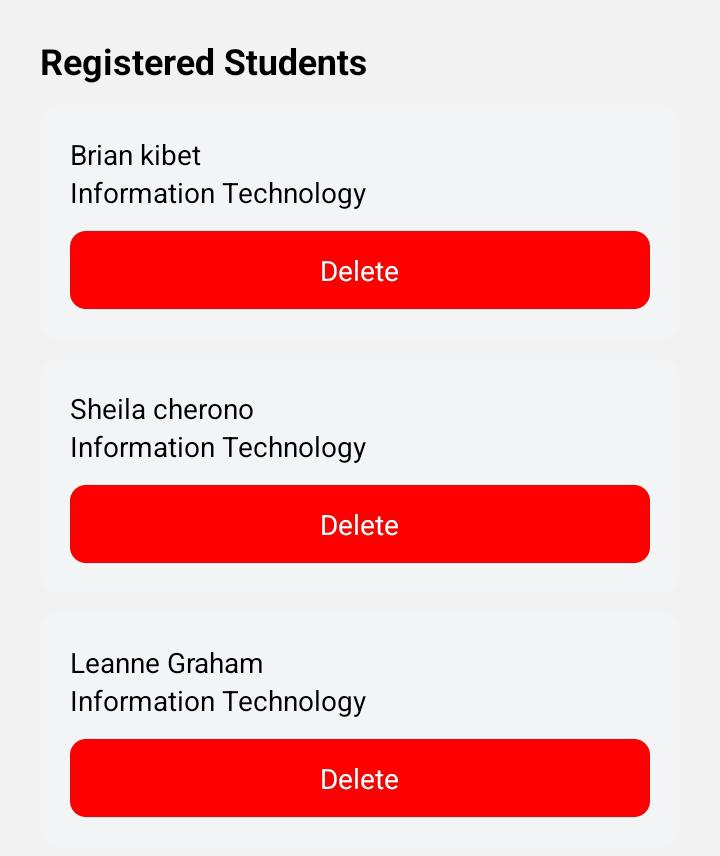 Registered Students
Brian kibet
Information Technology
Delete
Sheila cherono
Information Technology
Delete
Leanne Graham
Information Technology
Delete